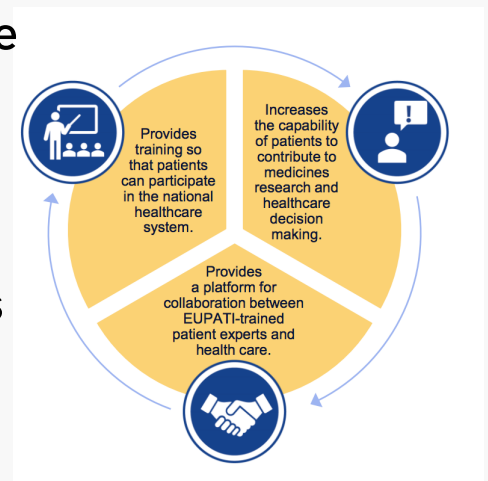 e
s
Provides
training so
that patients
can participate
in the national
healthcare
system.
Increases
the capability
of patients to
contribute to
medicines
research and
healthcare
decision
making.
Provides
a platform for
collaboration between
EUPATI-trained
patient experts and
health care.
!